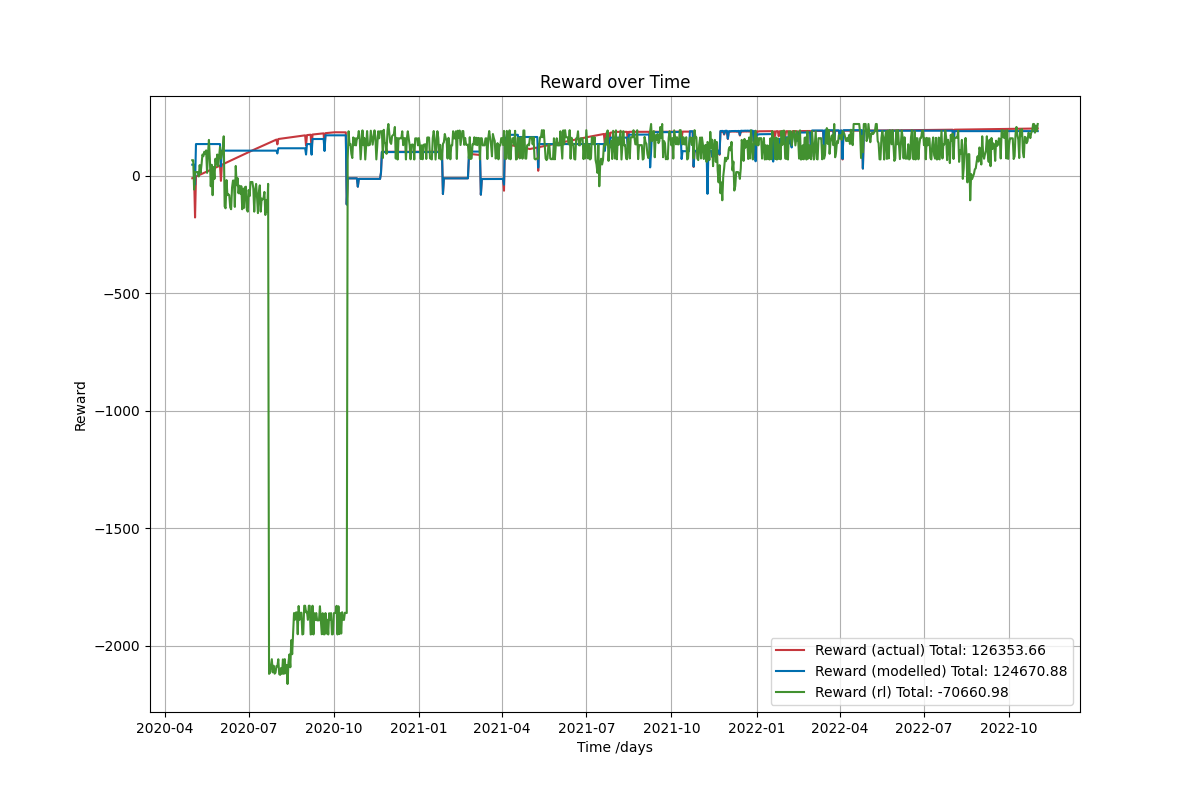 Reward over Time
0
−500
−1000
−1500
−2000
Reward
2020-04
2020-07
2020-10
2021-01
2021-04
2021-07
2021-10
2022-01
2022-04
2022-07
2022-10
Time /days
Reward (actual) Total: 126353.66
Reward (modelled) Total: 124670.88
Reward (rl) Total: -70660.98